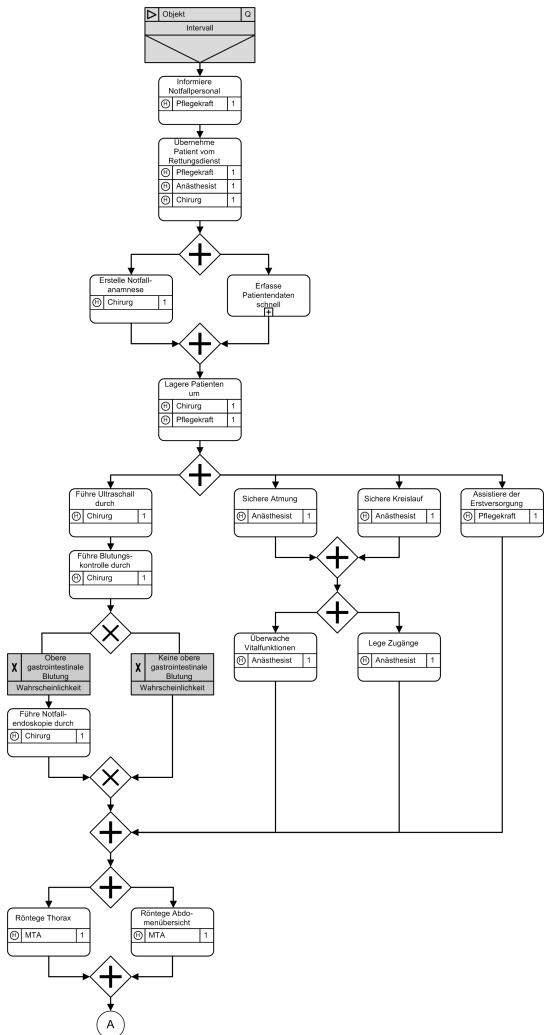 Objekt Q
Intervall
Informiere
Notfallpersonal
H Pflegekraft 1
Übernehme
Patient vom
Rettungsdienst
H Pflegekraft 1
H Anästhesist 1
H Chirurg 1
Erstelle Notfall-
anamnese
H Chirurg 1
Erfasse
Patientendaten
schnell
Lagere Patienten
um
H Chirurg 1
H Pflegekraft 1
Führe Ultraschall
durch
H Chirurg 1
Sichere Atmung
H Anästhesist 1
Sichere Kreislauf
H Anästhesist 1
Assistiere der
Erstversorgung
H Pflegekraft 1
Führe Blutungs-
kontrolle durch
H Chirurg 1
Überwache
Vitalfunktionen
H Anästhesist 1
Lege Zugänge
H Anästhesist 1
X Obere
gastrointestinale
Blutung
Wahrscheinlichkeit
X Keine obere
gastrointestinale
Blutung
Wahrscheinlichkeit
Führe Notfall-
endoskopie durch
H Chirurg 1
Röntege Thorax
H MTA 1
Röntege Abdo-
menübersicht
H MTA 1
A